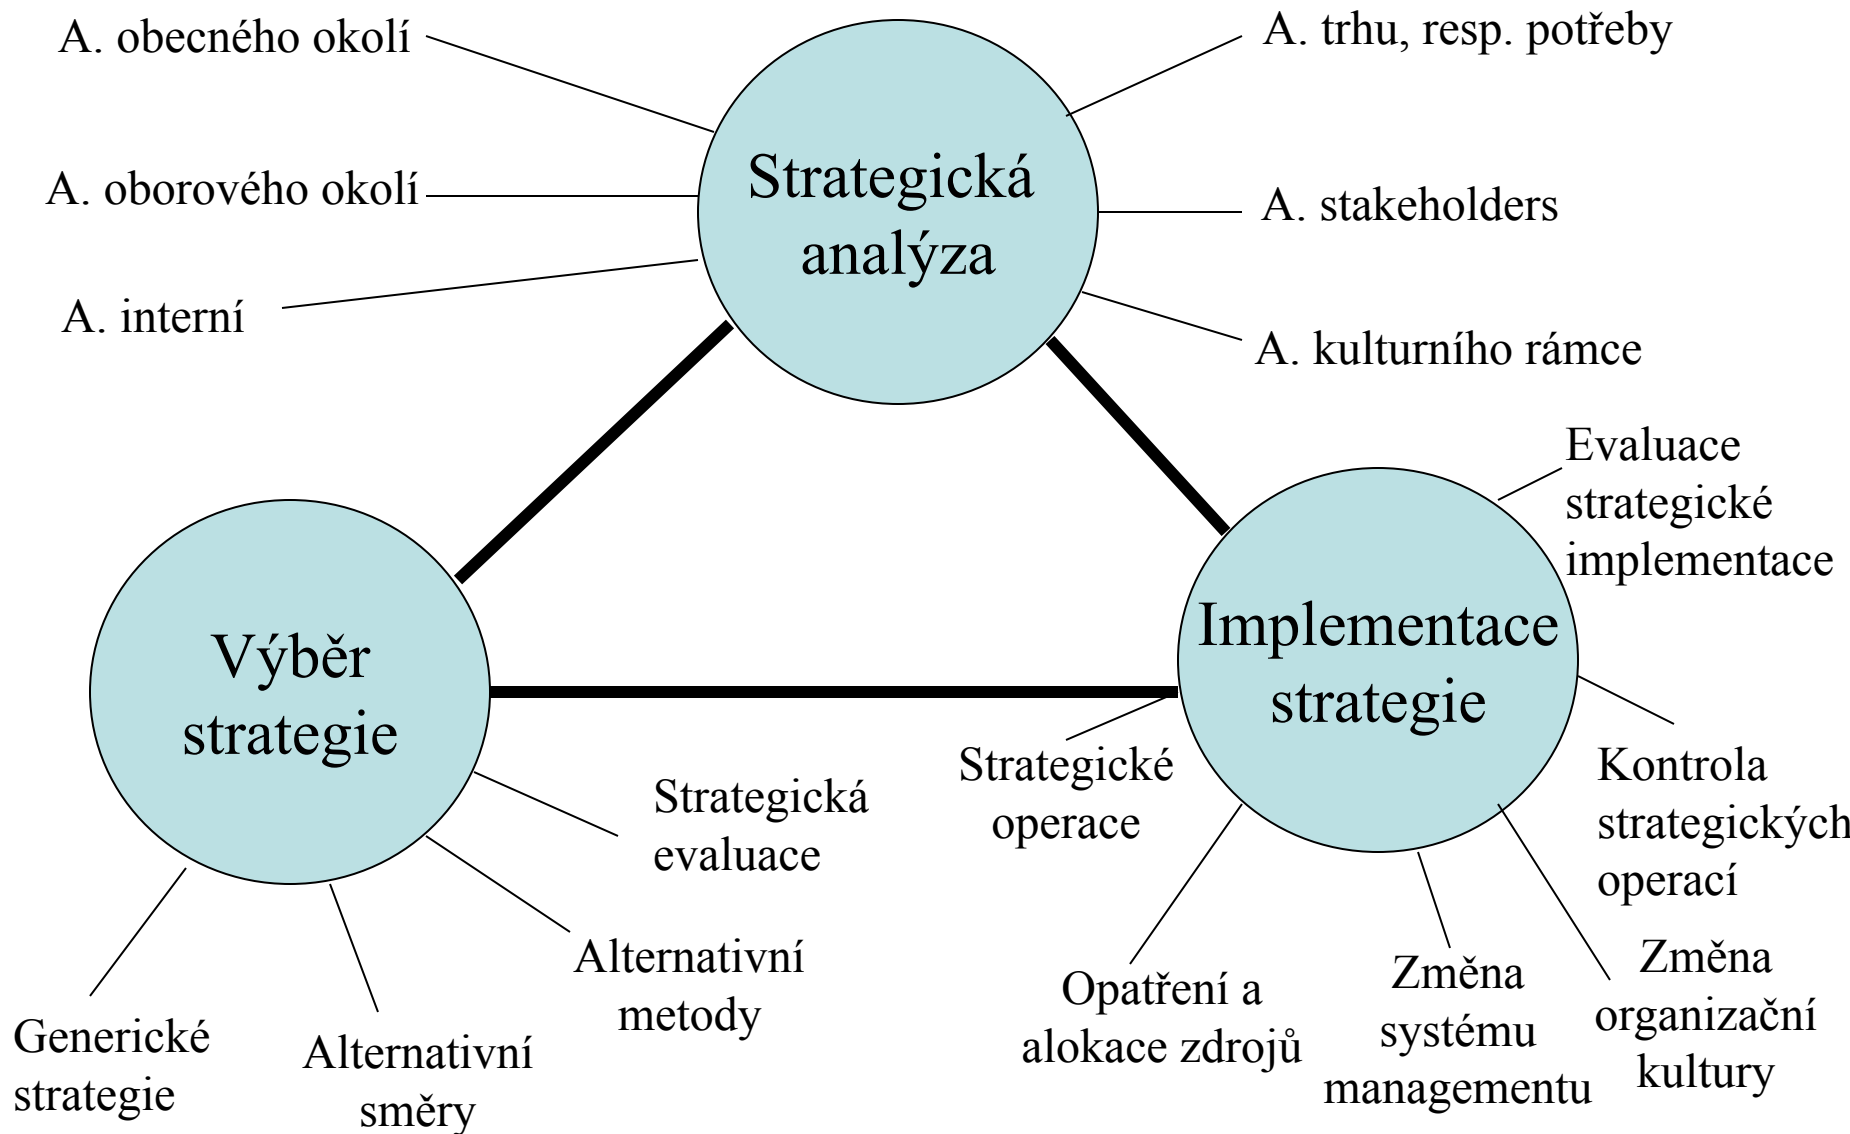 A. obecného okolí
A. trhu, resp. potřeby
Strategická
analýza
A. oborového okolí
A. stakeholders
A. interní
A. kulturního rámce
Evaluace
strategické
implementace
Výběr
strategie
Implementace
strategie
Strategická
evaluace
Strategické
operace
Kontrola
strategických
operací
Generické
strategie
Alternativní
směry
Alternativní
metody
Opatření a
alokace zdrojů
Změna
systému
managementu
Změna
organizační
kultury